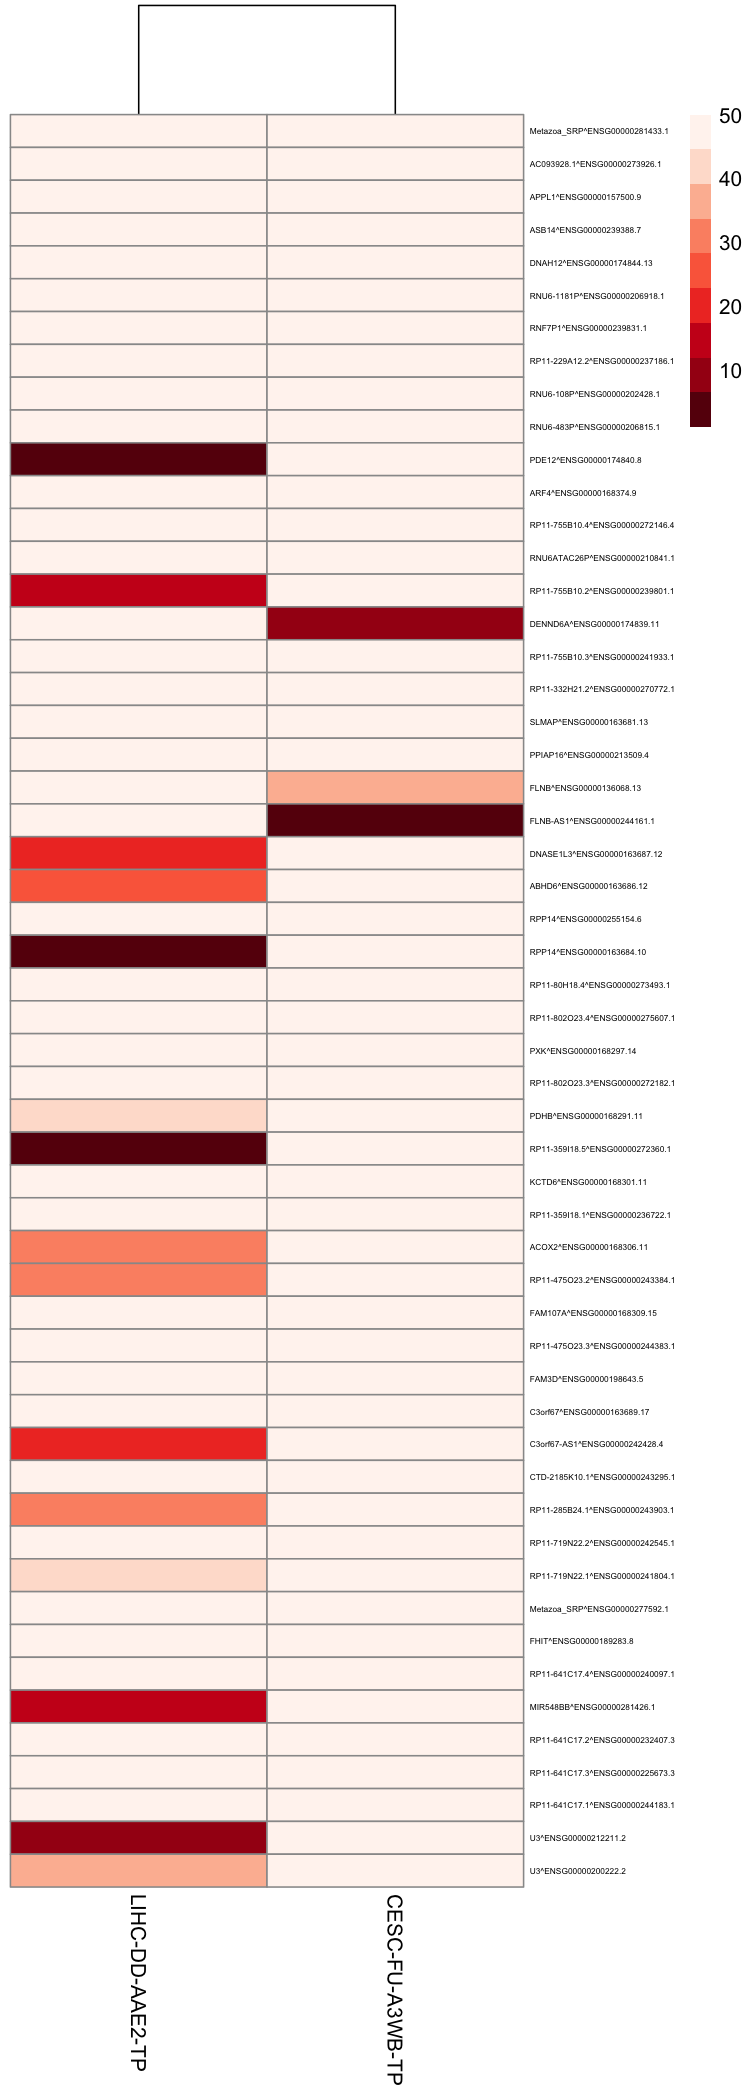 50
Metazoa_SRP^ENSG00000281433.1
AC093928.1^ENSG00000273926.1
40
APPL1^ENSG00000157500.9
ASB14^ENSG00000239388.7
30
DNAH12^ENSG00000174844.13
RNU6-1181P^ENSG00000206918.1
20
RNF7P1^ENSG00000239831.1
RP11-229A12.2^ENSG00000237186.1
10
RNU6-108P^ENSG00000202428.1
RNU6-483P^ENSG00000206815.1
PDE12^ENSG00000174840.8
ARF4^ENSG00000168374.9
RP11-755B10.4^ENSG00000272146.4
RNU6ATAC26P^ENSG00000210841.1
RP11-755B10.2^ENSG00000239801.1
DENND6A^ENSG00000174839.11
RP11-755B10.3^ENSG00000241933.1
RP11-332H21.2^ENSG00000270772.1
SLMAP^ENSG00000163681.13
PPIAP16^ENSG00000213509.4
FLNB^ENSG00000136068.13
FLNB-AS1^ENSG00000244161.1
DNASE1L3^ENSG00000163687.12
ABHD6^ENSG00000163686.12
RPP14^ENSG00000255154.6
RPP14^ENSG00000163684.10
RP11-80H18.4^ENSG00000273493.1
RP11-802O23.4^ENSG00000275607.1
PXK^ENSG00000168297.14
RP11-802O23.3^ENSG00000272182.1
PDHB^ENSG00000168291.11
RP11-359I18.5^ENSG00000272360.1
KCTD6^ENSG00000168301.11
RP11-359I18.1^ENSG00000236722.1
ACOX2^ENSG00000168306.11
RP11-475O23.2^ENSG00000243384.1
FAM107A^ENSG00000168309.15
RP11-475O23.3^ENSG00000244383.1
FAM3D^ENSG00000198643.5
C3orf67^ENSG00000163689.17
C3orf67-AS1^ENSG00000242428.4
CTD-2185K10.1^ENSG00000243295.1
RP11-285B24.1^ENSG00000243903.1
RP11-719N22.2^ENSG00000242545.1
RP11-719N22.1^ENSG00000241804.1
Metazoa_SRP^ENSG00000277592.1
FHIT^ENSG00000189283.8
RP11-641C17.4^ENSG00000240097.1
MIR548BB^ENSG00000281426.1
RP11-641C17.2^ENSG00000232407.3
RP11-641C17.3^ENSG00000225673.3
RP11-641C17.1^ENSG00000244183.1
U3^ENSG00000212211.2
U3^ENSG00000200222.2
LIHC-DD-AAE2-TP
CESC-FU-A3WB-TP